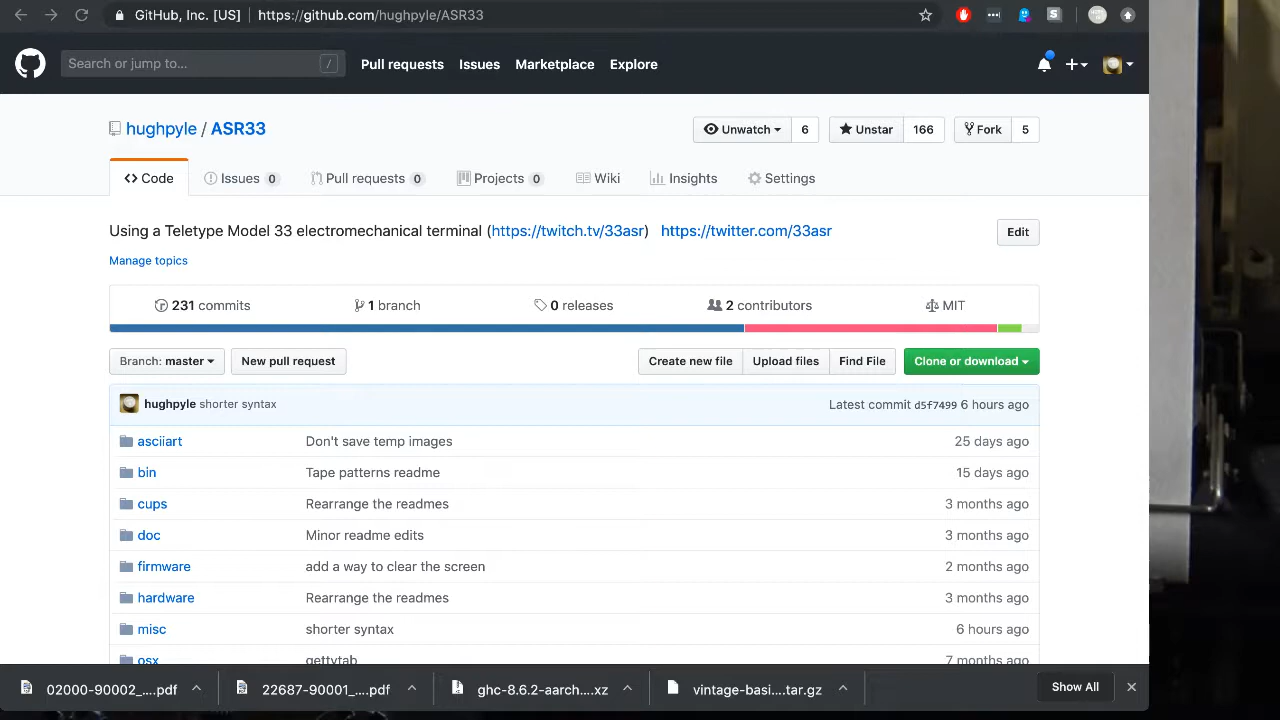 GitHub, Inc. [US] https://github.com/hughpyle/ASR33
Search or jump to... / Pull requests Issues Marketplace Explore
hughpyle / ASR33 Unwatch 6 Unstar 166 Fork 5
Code Issues 0 Pull requests 0 Projects 0 Wiki Insights Settings
Using a Teletype Model 33 electromechanical terminal (https://twitch.tv/33asr) https://twitter.com/33asr Edit
Manage topics
231 commits 1 branch 0 releases 2 contributors MIT
Branch: master New pull request Create new file Upload files Find File Clone or download
hughpyle shorter syntax Latest commit d5f7499 6 hours ago
asciiart Don't save temp images 25 days ago
bin Tape patterns readme 15 days ago
cups Rearrange the readmes 3 months ago
doc Minor readme edits 3 months ago
firmware add a way to clear the screen 2 months ago
hardware Rearrange the readmes 3 months ago
misc shorter syntax 6 hours ago
osx gettytab 7 months ago
02000-90002_....pdf 22687-90001_....pdf ghc-8.6.2-aarch....xz vintage-basi....tar.gz Show All